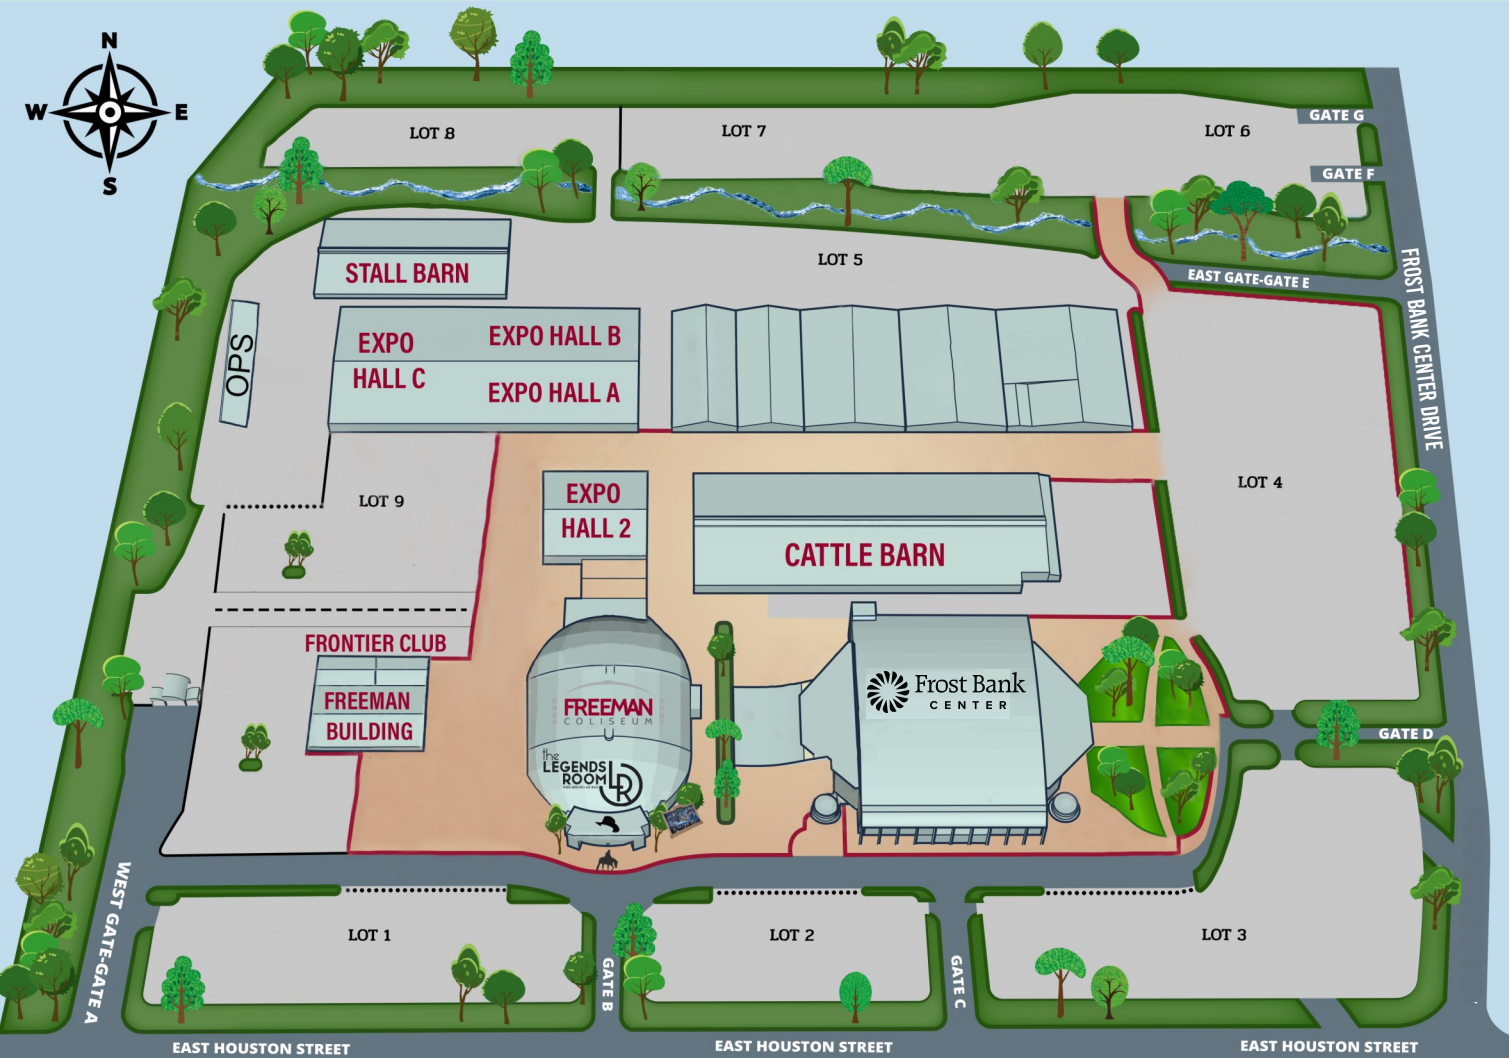 N
W
E
S
LOT 8
LOT 7
LOT 6
GATE G
GATE F
STALL BARN
LOT 5
EAST GATE-GATE E
FROST BANK CENTER DRIVE
OPS
EXPO
HALL C
EXPO HALL B
EXPO HALL A
LOT 9
EXPO
HALL 2
CATTLE BARN
LOT 4
FRONTIER CLUB
FREEMAN
BUILDING
FREEMAN
COLISEUM
the
LEGENDS
ROOM
LR
Frost Bank
CENTER
GATE D
WEST GATE-GATE A
LOT 1
GATE B
LOT 2
GATE C
LOT 3
EAST HOUSTON STREET
EAST HOUSTON STREET
EAST HOUSTON STREET